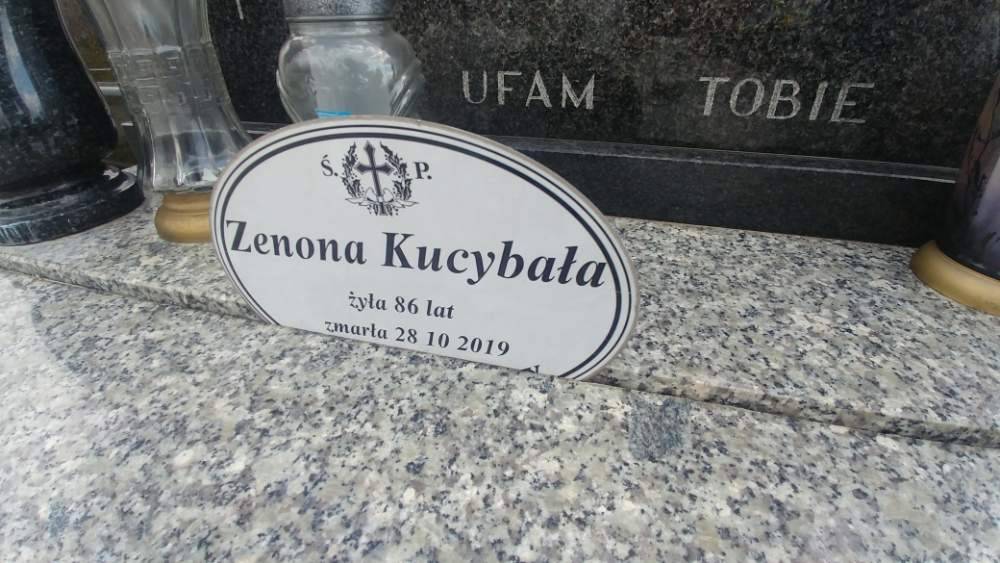 UFAM TOBIE
Ś. P.
Zenona Kucybała
żyła 86 lat
zmarła 28 10 2019